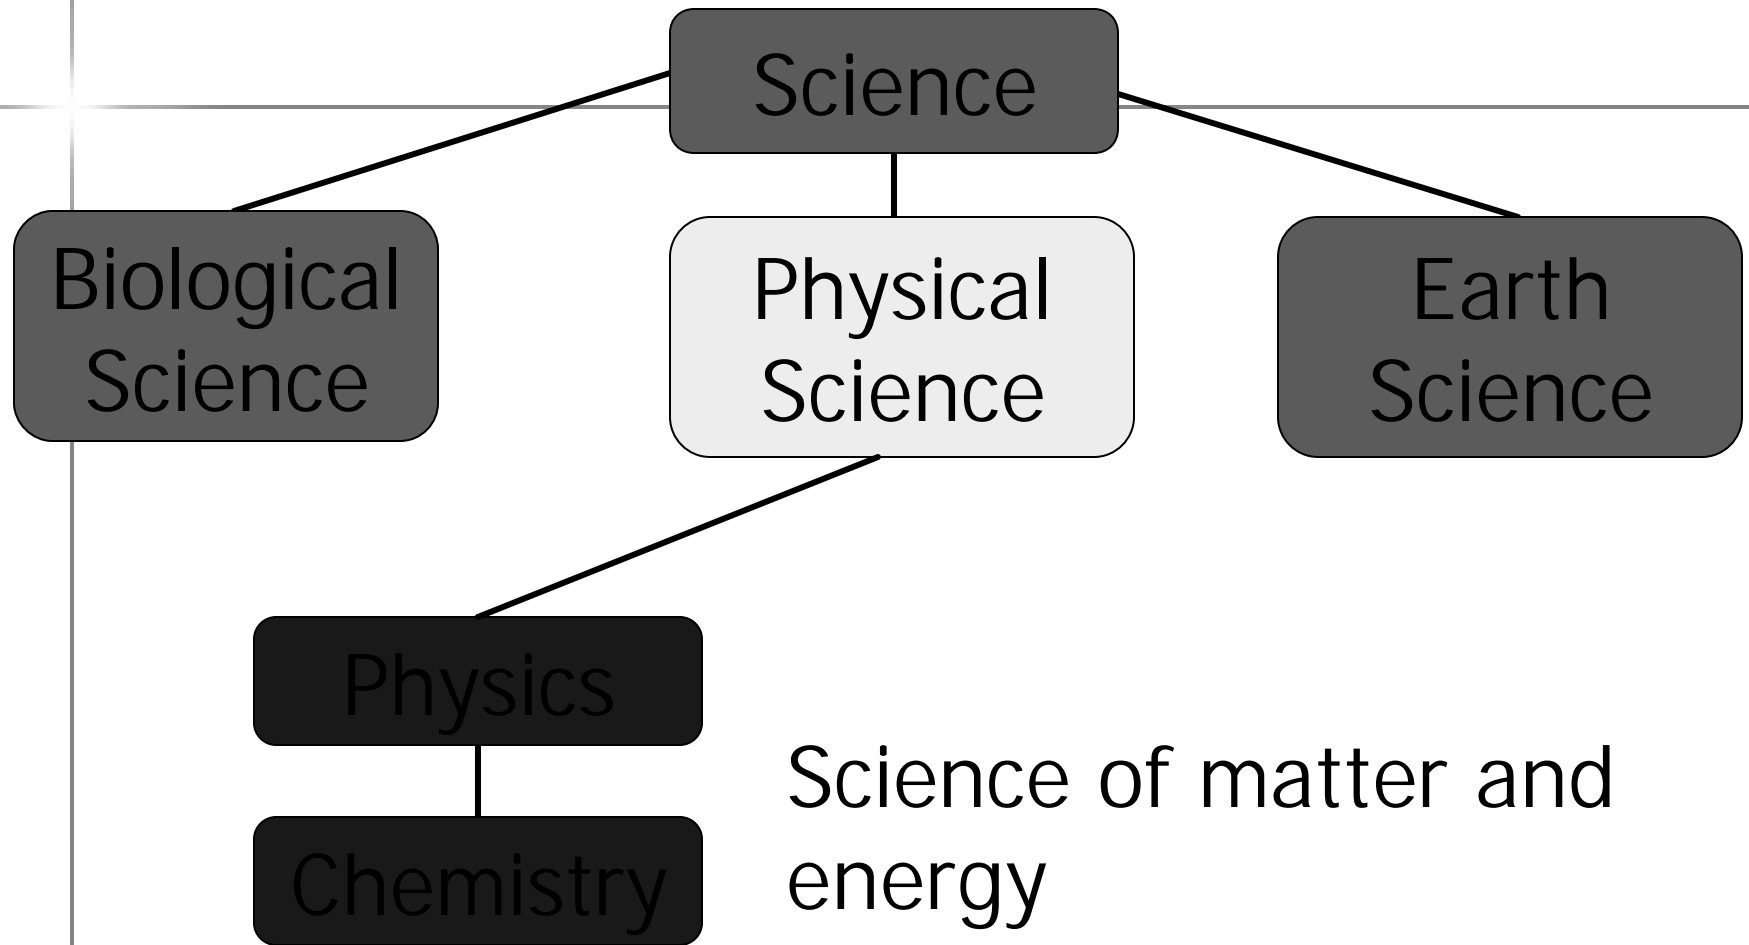 Science
Biological
Science
Physical
Science
Earth
Science
Physics
Chemistry
Science of matter and
energy